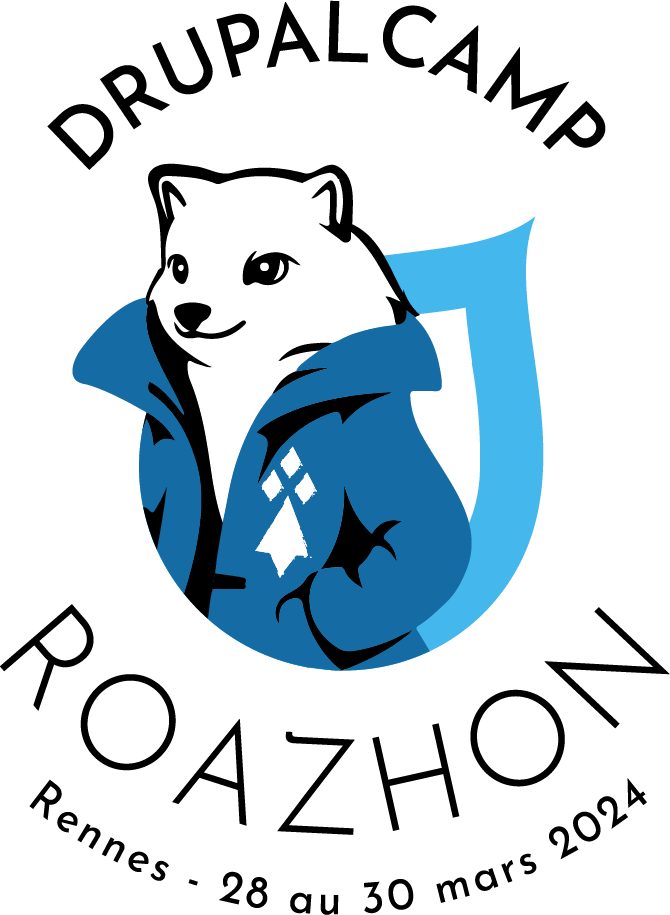 DRUPALCAMP
ROAZHON
Rennes - 28 au 30 mars 2024